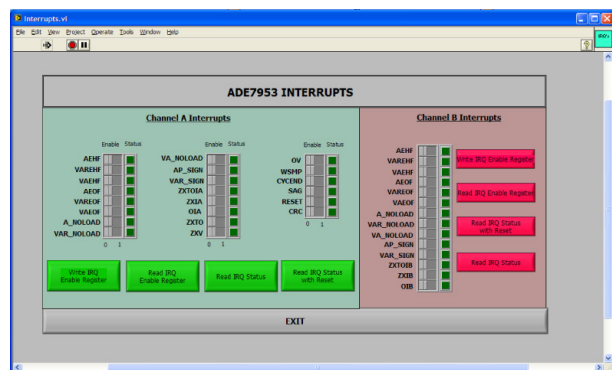 Interrupts.vi
File Edit View Project Operate Tools Window Help
IRQ's
ADE7953 INTERRUPTS
Channel A Interrupts
Enable Status
AEHF
VAREHF
VAEHF
AEOF
VAREOF
VAEOF
A_NOLOAD
VAR_NOLOAD
0 1
Enable Status
VA_NOLOAD
AP_SIGN
VAR_SIGN
ZXTOIA
ZXIA
OIA
ZXTO
ZXV
0 1
Enable Status
OV
WSMP
CYCEND
SAG
RESET
CRC
0 1
Write IRQ
Enable Register
Read IRQ
Enable Register
Read IRQ Status
Read IRQ Status
with Reset
Channel B Interrupts
AEHF
VAREHF
VAEHF
AEOF
VAREOF
VAEOF
A_NOLOAD
VAR_NOLOAD
VA_NOLOAD
AP_SIGN
VAR_SIGN
ZXTOIB
ZXIB
OIB
Write IRQ Enable Register
Read IRQ Enable Register
Read IRQ Status
with Reset
Read IRQ Status
EXIT